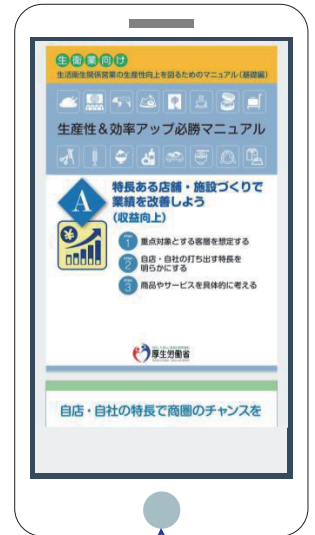 生衛業向け
生活衛生関係営業の生産性向上を図るためのマニュアル（基礎編）
生産性＆効率アップ必勝マニュアル
A
特長ある店舗・施設づくりで
業績を改善しよう
（収益向上）
1 重点対象とする客層を想定する
2 自店・自社の打ち出す特長を
明らかにする
3 商品やサービスを具体的に考える
厚生労働省
自店・自社の特長で商圏のチャンスを